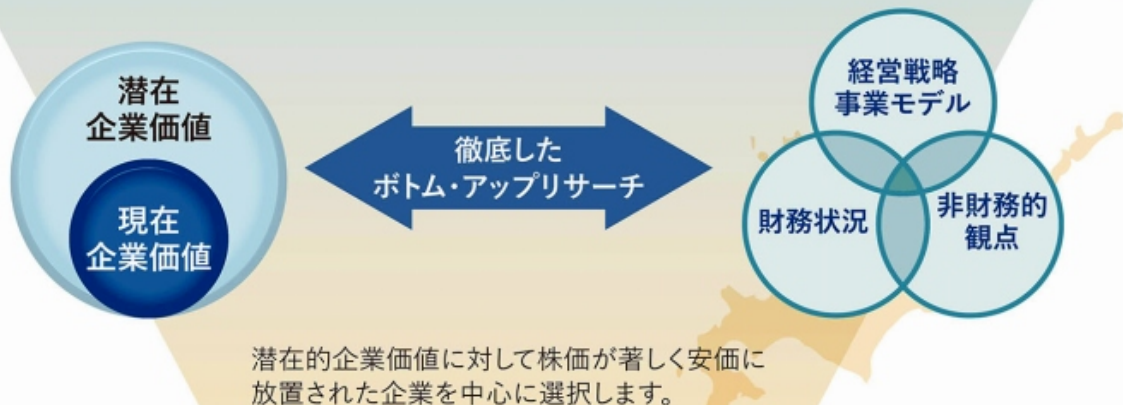 潜在
企業価値
現在
企業価値
徹底した
ボトム・アップリサーチ
経営戦略
事業モデル
財務状況
非財務的
観点
潜在的企業価値に対して株価が著しく安価に
放置された企業を中心に選択します。